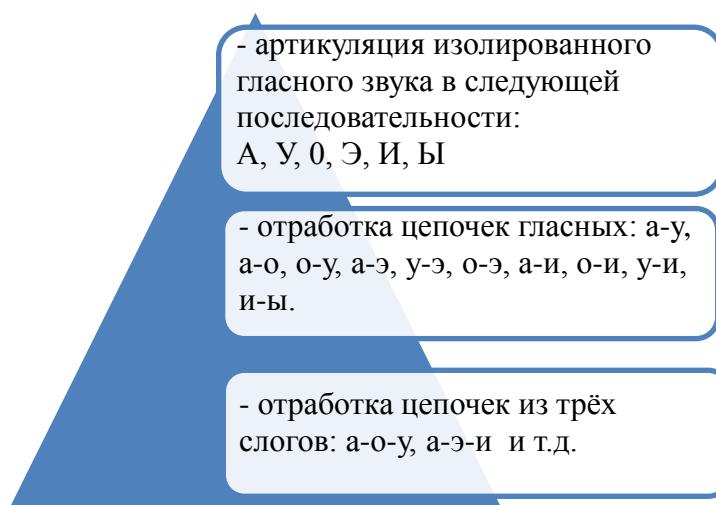 - артикуляция изолированного
гласного звука в следующей
последовательности:
А, У, 0, Э, И, Ы
- отработка цепочек гласных: а-у,
а-о, о-у, а-э, у-э, о-э, а-и, о-и, у-и,
и-ы.
- отработка цепочек из трёх
слогов: а-о-у, а-э-и и т.д.